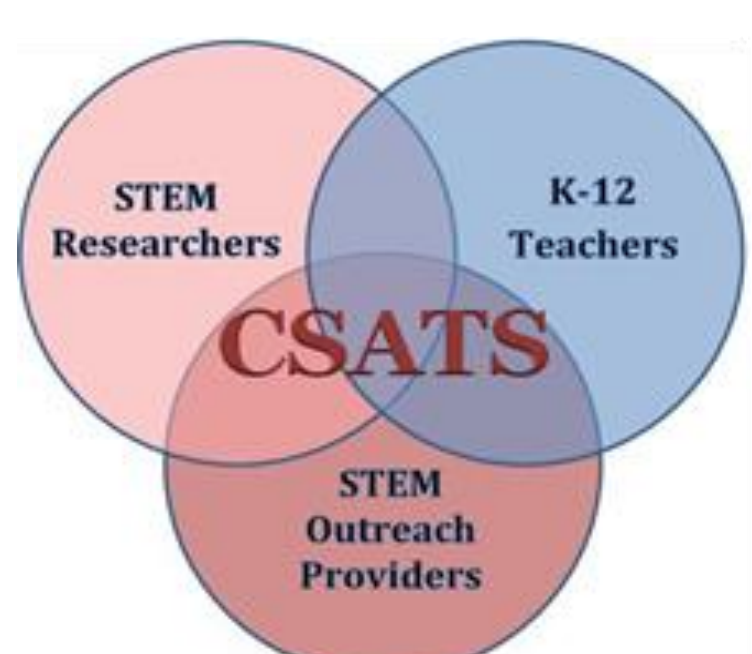 STEM
Researchers
K-12
Teachers
CSATS
STEM
Outreach
Providers